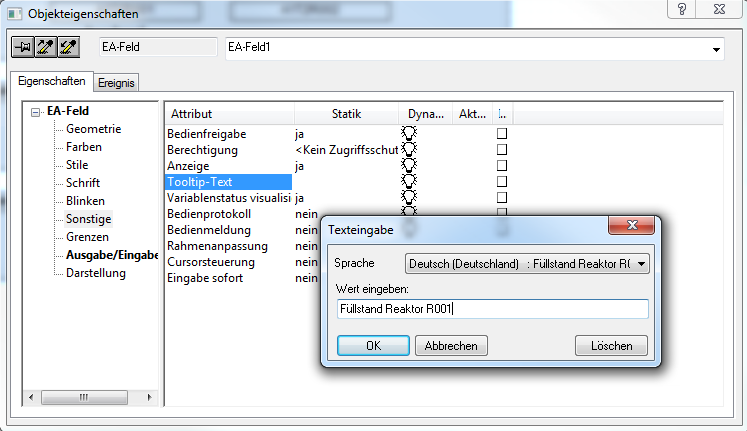 Objekteigenschaften
EA-Feld EA-Feld1
Eigenschaften Ereignis
EA-Feld
Geometrie
Farben
Stile
Schrift
Blinken
Sonstige
Grenzen
Ausgabe/Eingabe
Darstellung
Attribut Statik Dyna... Akt... I..
Bedienfreigabe ja
Berechtigung <Kein Zugriffsschut
Anzeige ja
Tooltip-Text
Variablenstatus visualisi ja
Bedienprotokoll nein
Bedienmeldung nein
Rahmenanpassung nein
Cursorsteuerung nein
Eingabe sofort nein
Texteingabe
Sprache Deutsch (Deutschland) : Füllstand Reaktor R0
Wert eingeben:
Füllstand Reaktor R001
OK Abbrechen Löschen